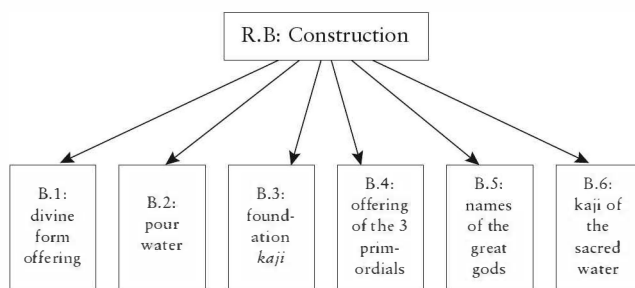 R.B: Construction
B.1:
divine
form
offering
B.2:
pour
water
B.3:
found-
ation
kaji
B.4:
offering
of the 3
prim-
ordials
B.5:
names
of the
great
gods
B.6:
kaji of
the
sacred
water